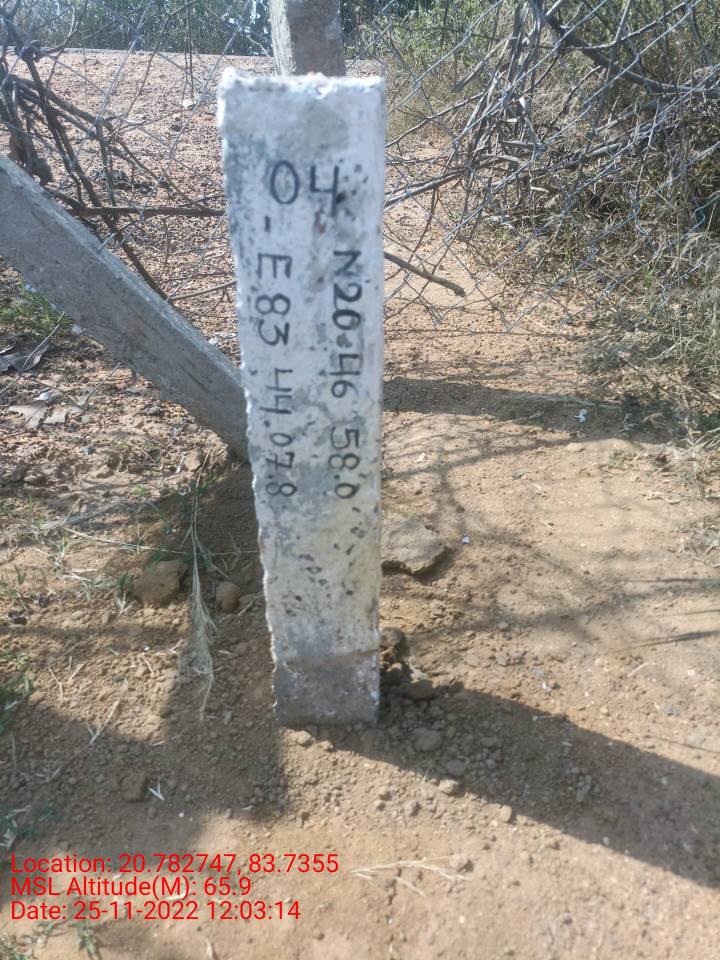 04
N20-46 58.0
-E83 44.07.8
Location: 20.782747, 83.7355
MSL Altitude(M): 65.9
Date: 25-11-2022 12:03:14